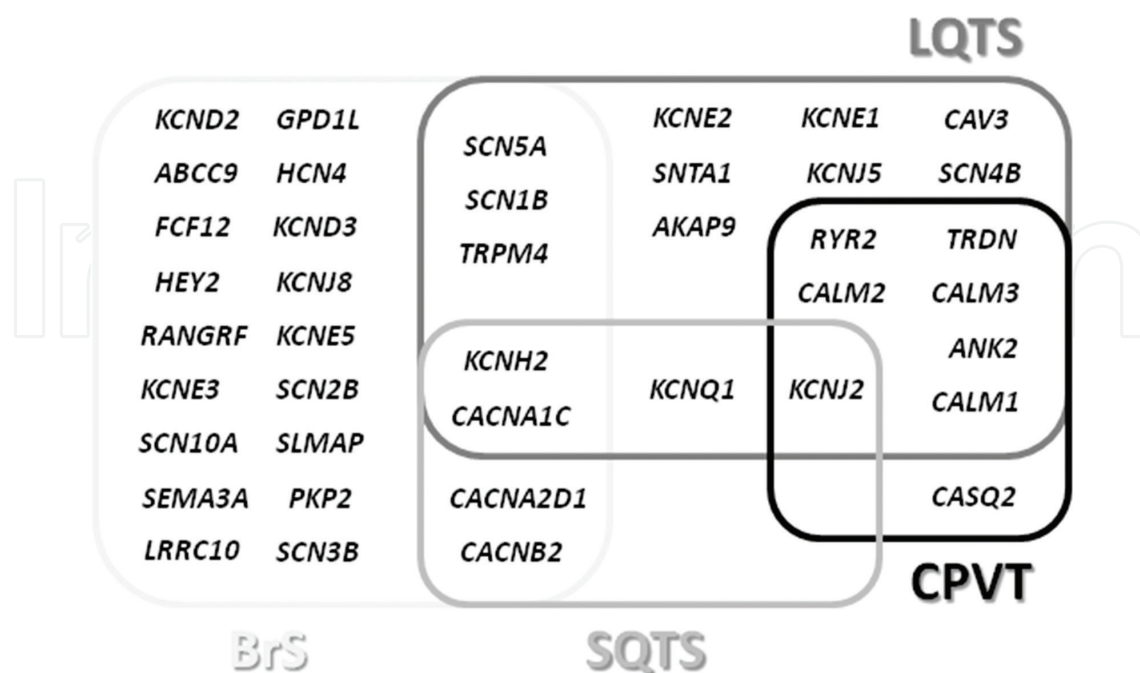 LQTS
KCND2 GPD1L KCNE2 KCNE1 CAV3
SCN5A
ABCC9 HCN4 SNTA1 KCNJ5 SCN4B
SCN1B
FCF12 KCND3 AKAP9 RYR2 TRDN
TRPM4
HEY2 KCNJ8 CALM2 CALM3
RANGRF KCNE5 KCNH2 ANK2
KCNE3 SCN2B KCNQ1 KCNJ2 CALM1
CACNA1C
SCN10A SLMAP
SEMA3A PKP2 CACNA2D1 CASQ2
LRRC10 SCN3B CACNB2
CPVT
BrS SQTS